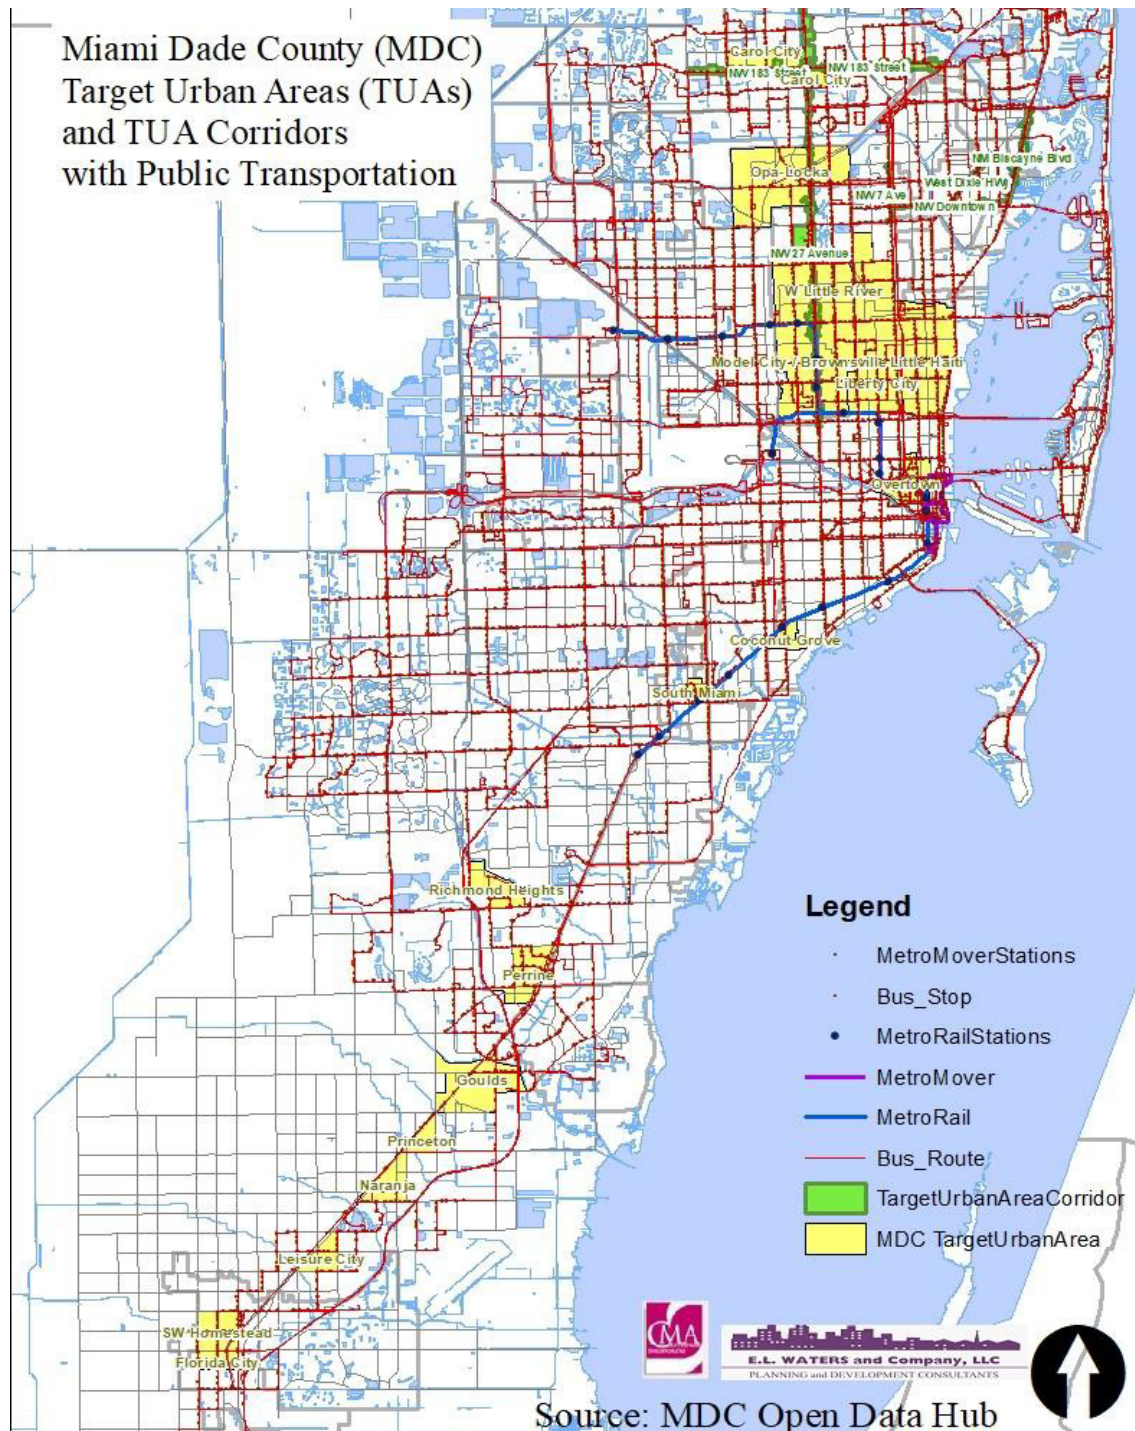 Miami Dade County (MDC)
Target Urban Areas (TUAs)
and TUA Corridors
with Public Transportation
Carol City
NW 183 Street
NW 183 Street
Carol City
Opa-Locka
NM Biscayne Blvd
West Dixie HWy
NW 7 Ave
NW Downtown
NW 27 Avenue
W Little River
Model City / Brownsville Little Haiti
Liberty City
Overtown
Coconut Grove
South Miami
Richmond Heights
Perrine
Goulds
Princeton
Naranja
Leisure City
SW Homestead
Florida City
Legend
MetroMoverStations
Bus_Stop
MetroRailStations
MetroMover
MetroRail
Bus_Route
TargetUrbanAreaCorridor
MDC TargetUrbanArea
CMA
E.L. WATERS and Company, LLC
PLANNING and DEVELOPMENT CONSULTANTS
Source: MDC Open Data Hub